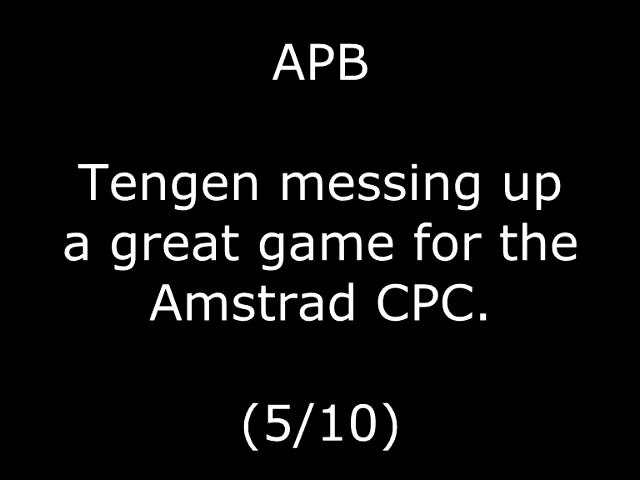 APB
Tengen messing up
a great game for the
Amstrad CPC.
(5/10)